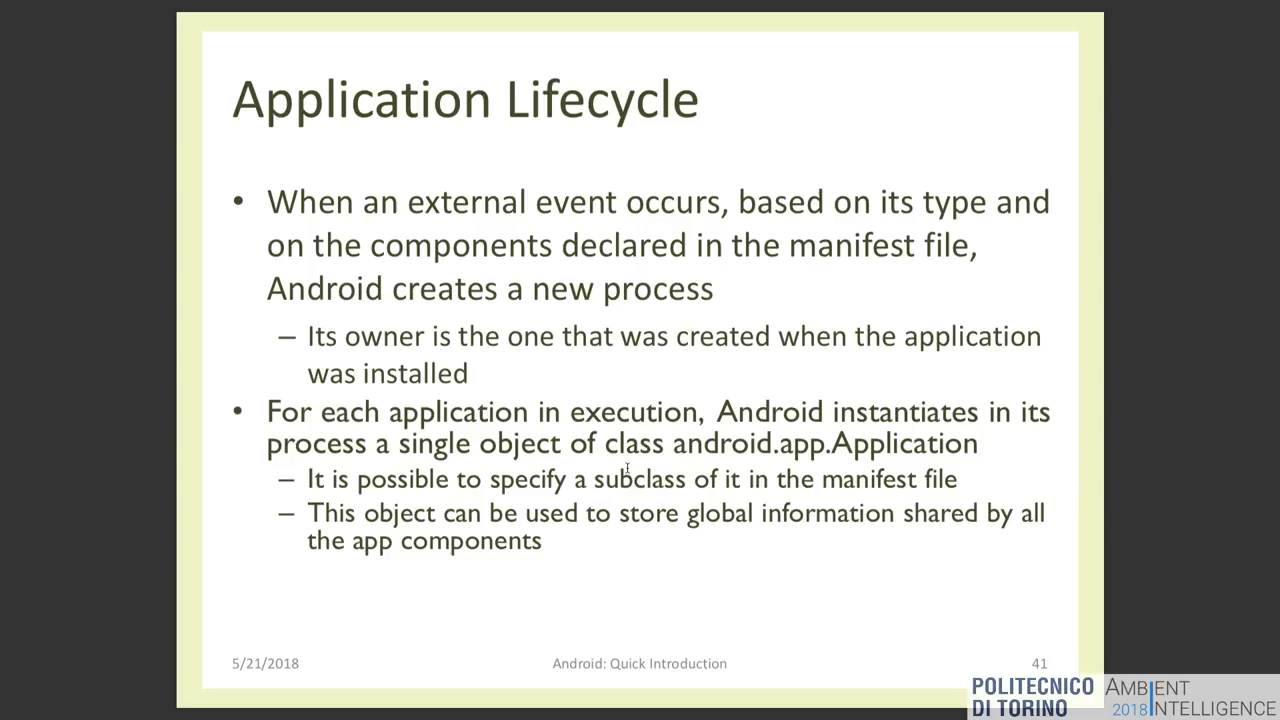 Application Lifecycle
• When an external event occurs, based on its type and
on the components declared in the manifest file,
Android creates a new process
– Its owner is the one that was created when the application
was installed
• For each application in execution, Android instantiates in its
process a single object of class android.app.Application
– It is possible to specify a subclass of it in the manifest file
– This object can be used to store global information shared by all
the app components
5/21/2018
Android: Quick Introduction
41
POLITECNICO
DI TORINO
AMBIENT
2018 INTELLIGENCE